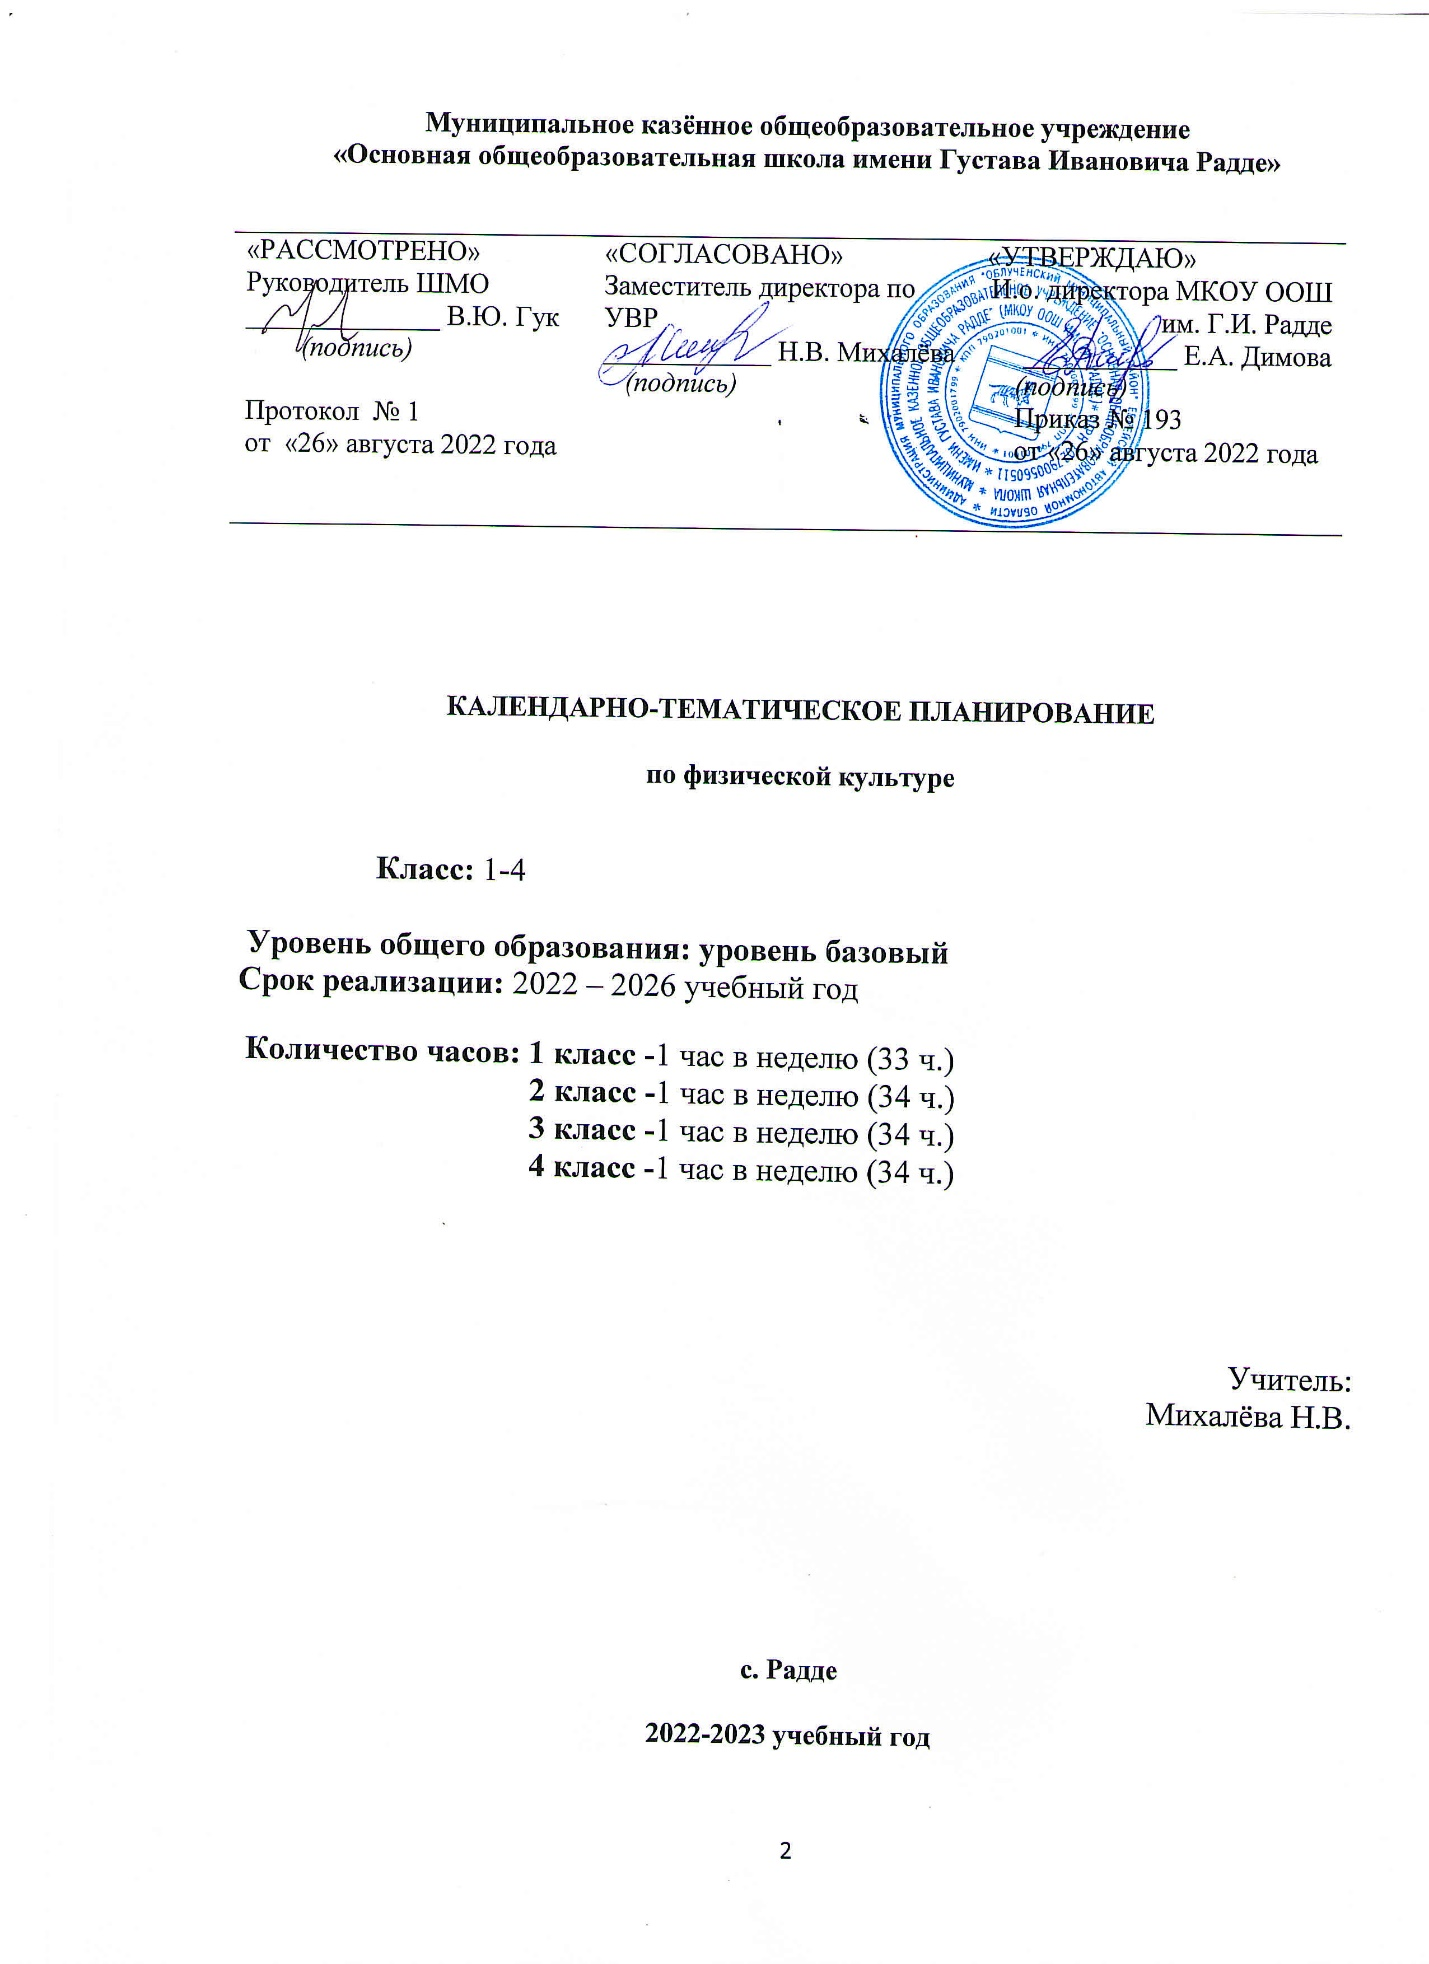 Муниципальное казённое общеобразовательное учреждение
«Основная общеобразовательная школа имени Густава Ивановича Радде»
«РАССМОТРЕНО»
Руководитель ШМО
В.Ю. Гук
(подпись)
Протокол № 1
от «26» августа 2022 года
«СОГЛАСОВАНО»
Заместитель директора по
УВР
Н.В. Михалёва
(подпись)
«УТВЕРЖДАЮ»
И.о. директора МКОУ ООШ
им. Г.И. Радде
Е.А. Димова
(подпись)
Приказ № 193
от «26» августа 2022 года
КАЛЕНДАРНО-ТЕМАТИЧЕСКОЕ ПЛАНИРОВАНИЕ
по физической культуре
Класс: 1-4
Уровень общего образования: уровень базовый
Срок реализации: 2022 – 2026 учебный год
Количество часов: 1 класс -1 час в неделю (33 ч.)
2 класс -1 час в неделю (34 ч.)
3 класс -1 час в неделю (34 ч.)
4 класс -1 час в неделю (34 ч.)
Учитель:
Михалёва Н.В.
с. Радде
2022-2023 учебный год
2